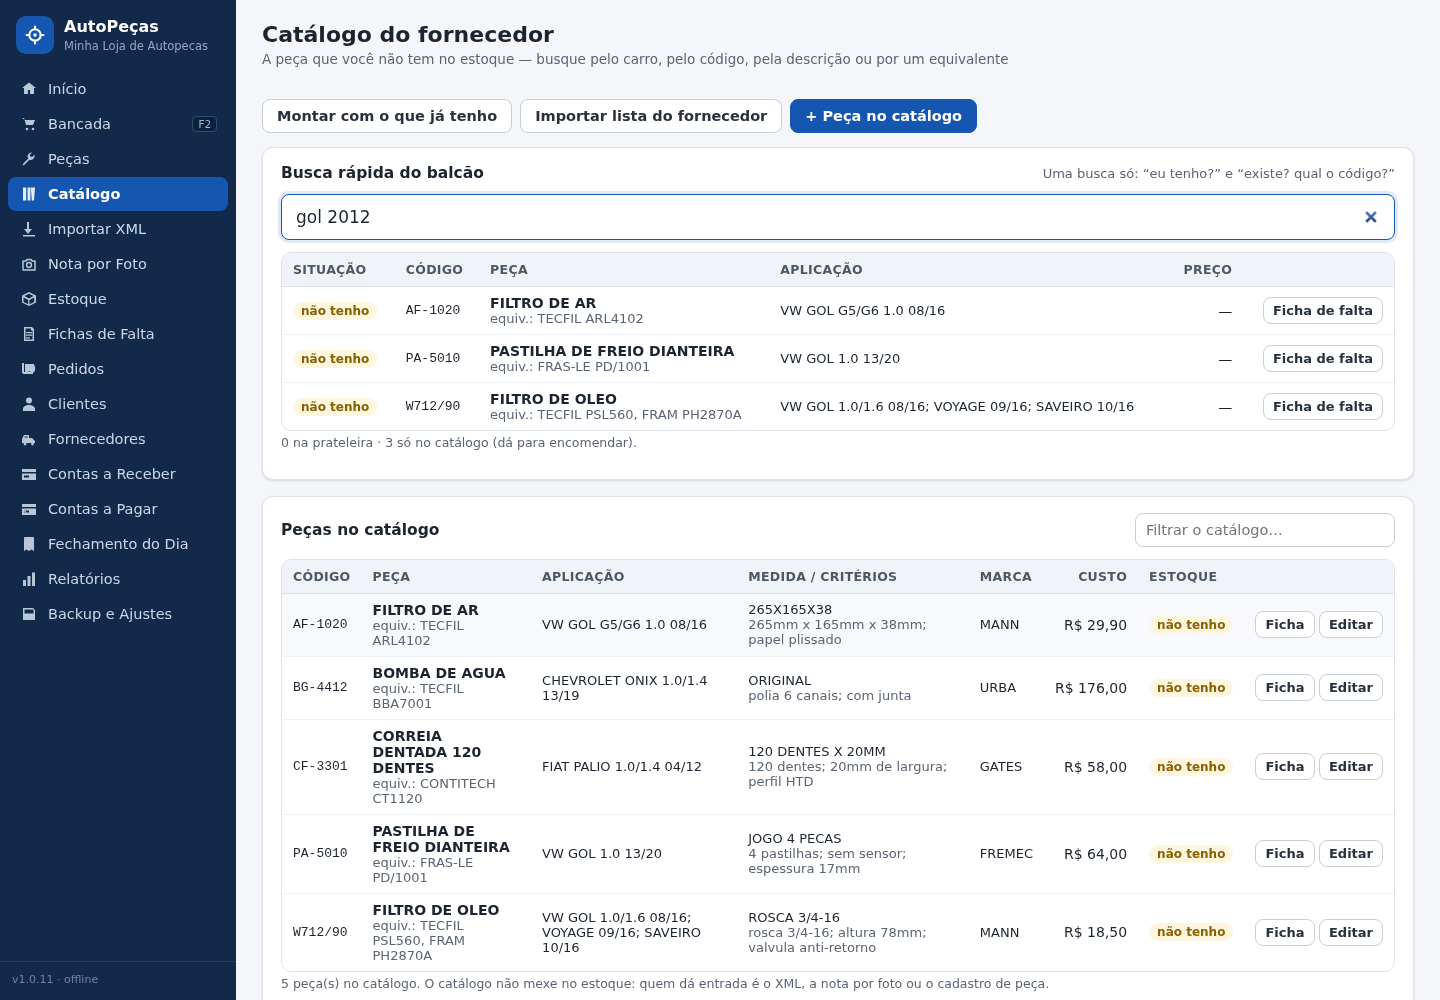 AutoPeças
Minha Loja de Autopecas
Início
Bancada F2
Peças
Catálogo
Importar XML
Nota por Foto
Estoque
Fichas de Falta
Pedidos
Clientes
Fornecedores
Contas a Receber
Contas a Pagar
Fechamento do Dia
Relatórios
Backup e Ajustes
v1.0.11 · offline
Catálogo do fornecedor
A peça que você não tem no estoque — busque pelo carro, pelo código, pela descrição ou por um equivalente
Montar com o que já tenho Importar lista do fornecedor + Peça no catálogo
Busca rápida do balcão Uma busca só: “eu tenho?” e “existe? qual o código?”
gol 2012
SITUAÇÃO CÓDIGO PEÇA APLICAÇÃO PREÇO
não tenho AF-1020 FILTRO DE AR VW GOL G5/G6 1.0 08/16 — Ficha de falta
equiv.: TECFIL ARL4102
não tenho PA-5010 PASTILHA DE FREIO DIANTEIRA VW GOL 1.0 13/20 — Ficha de falta
equiv.: FRAS-LE PD/1001
não tenho W712/90 FILTRO DE OLEO VW GOL 1.0/1.6 08/16; VOYAGE 09/16; SAVEIRO 10/16 — Ficha de falta
equiv.: TECFIL PSL560, FRAM PH2870A
0 na prateleira · 3 só no catálogo (dá para encomendar).
Peças no catálogo Filtrar o catálogo...
CÓDIGO PEÇA APLICAÇÃO MEDIDA / CRITÉRIOS MARCA CUSTO ESTOQUE
AF-1020
FILTRO DE AR
equiv.: TECFIL
ARL4102
VW GOL G5/G6 1.0 08/16
265X165X38
265mm x 165mm x 38mm;
papel plissado
MANN R$ 29,90 não tenho Ficha Editar
BG-4412
BOMBA DE AGUA
equiv.: TECFIL
BBA7001
CHEVROLET ONIX 1.0/1.4
13/19
ORIGINAL
polia 6 canais; com junta
URBA R$ 176,00 não tenho Ficha Editar
CF-3301
CORREIA
DENTADA 120
DENTES
equiv.: CONTITECH
CT1120
FIAT PALIO 1.0/1.4 04/12
120 DENTES X 20MM
120 dentes; 20mm de largura;
perfil HTD
GATES R$ 58,00 não tenho Ficha Editar
PA-5010
PASTILHA DE
FREIO DIANTEIRA
equiv.: FRAS-LE
PD/1001
VW GOL 1.0 13/20
JOGO 4 PECAS
4 pastilhas; sem sensor;
espessura 17mm
FREMEC R$ 64,00 não tenho Ficha Editar
W712/90
FILTRO DE OLEO
equiv.: TECFIL
PSL560, FRAM
PH2870A
VW GOL 1.0/1.6 08/16;
VOYAGE 09/16; SAVEIRO
10/16
ROSCA 3/4-16
rosca 3/4-16; altura 78mm;
valvula anti-retorno
MANN R$ 18,50 não tenho Ficha Editar
5 peça(s) no catálogo. O catálogo não mexe no estoque: quem dá entrada é o XML, a nota por foto ou o cadastro de peça.